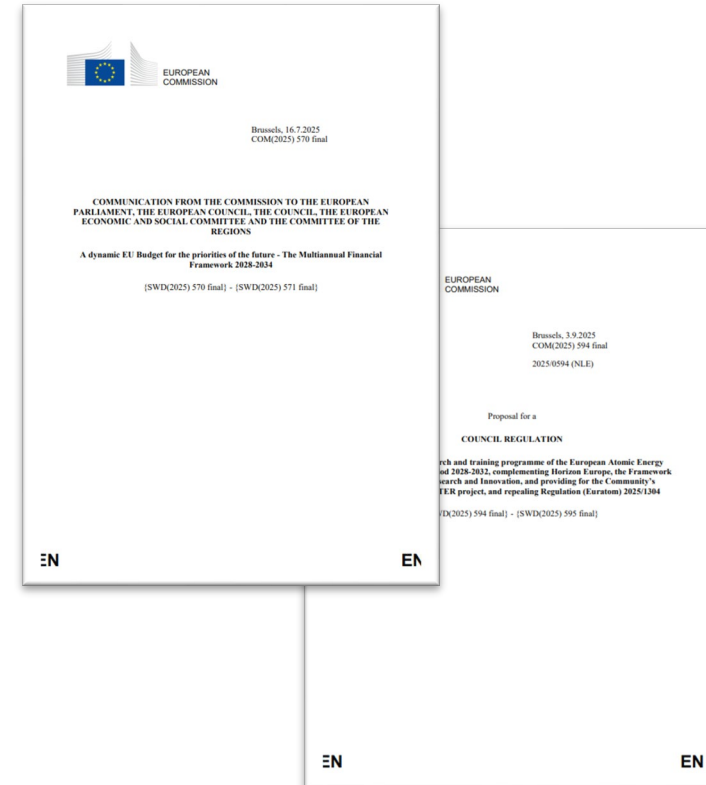 EUROPEAN
COMMISSION
Brussels, 16.7.2025
COM(2025) 570 final
COMMUNICATION FROM THE COMMISSION TO THE EUROPEAN
PARLIAMENT, THE EUROPEAN COUNCIL, THE COUNCIL, THE EUROPEAN
ECONOMIC AND SOCIAL COMMITTEE AND THE COMMITTEE OF THE
REGIONS
A dynamic EU Budget for the priorities of the future - The Multiannual Financial
Framework 2028-2034
{SWD(2025) 570 final} - {SWD(2025) 571 final}
EN
EN
EUROPEAN
COMMISSION
Brussels, 3.9.2025
COM(2025) 594 final
2025/0594 (NLE)
Proposal for a
COUNCIL REGULATION
and training programme of the European Atomic Energy
2028-2032, complementing Horizon Europe, the Framework
and Innovation, and providing for the Community's
project, and repealing Regulation (Euratom) 2025/1304
(2025) 594 final} - {SWD(2025) 595 final}
EN
EN